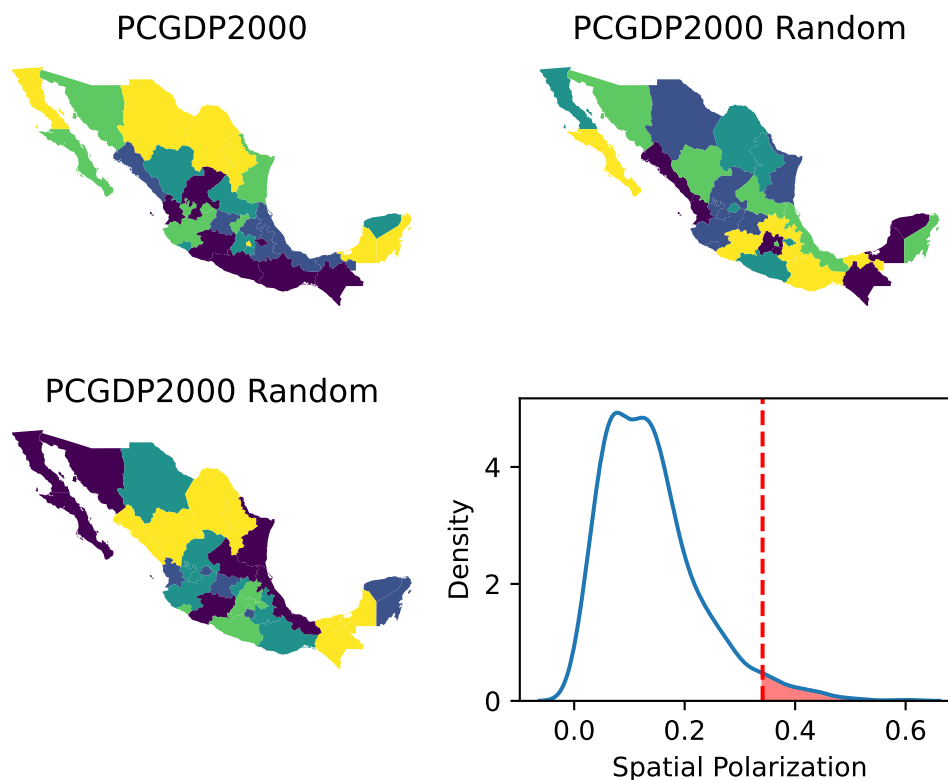 PCGDP2000
PCGDP2000 Random
PCGDP2000 Random
Density
4
2
0
0.0 0.2 0.4 0.6
Spatial Polarization